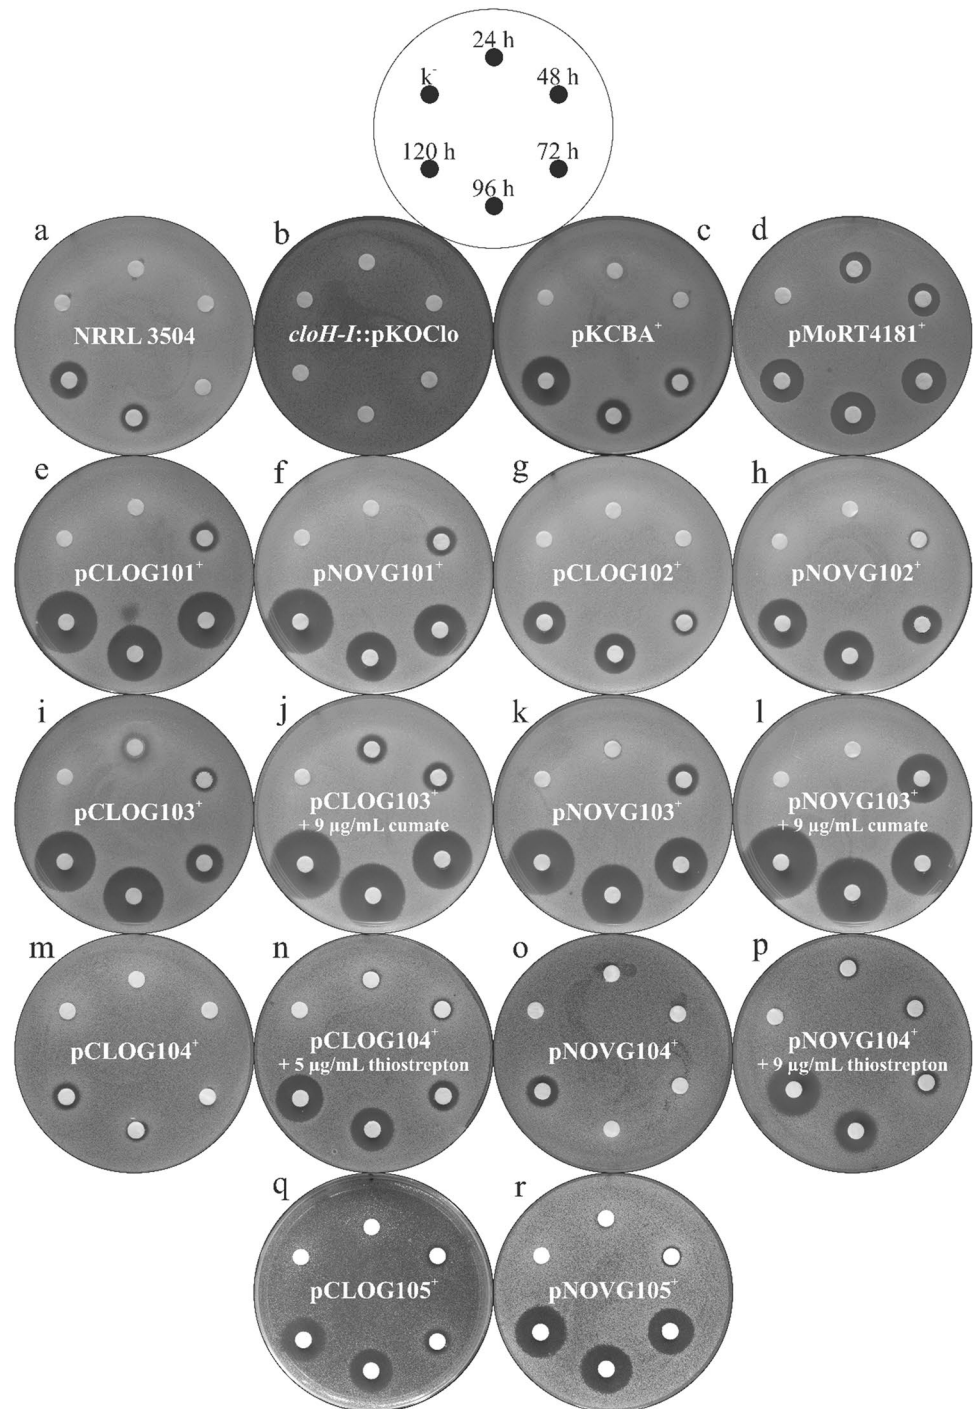 24 h
k⁻
48 h
120 h
72 h
96 h
a
b
c
d
NRRL 3504
cloH-I::pKOClo
pKCBA⁺
pMoRT4181⁺
e
f
g
h
pCLOG101⁺
pNOVG101⁺
pCLOG102⁺
pNOVG102⁺
i
j
k
l
pCLOG103⁺
pCLOG103⁺
+ 9 µg/mL cumate
pNOVG103⁺
pNOVG103⁺
+ 9 µg/mL cumate
m
n
o
p
pCLOG104⁺
pCLOG104⁺
+ 5 µg/mL thiostrepton
pNOVG104⁺
pNOVG104⁺
+ 9 µg/mL thiostrepton
q
r
pCLOG105⁺
pNOVG105⁺